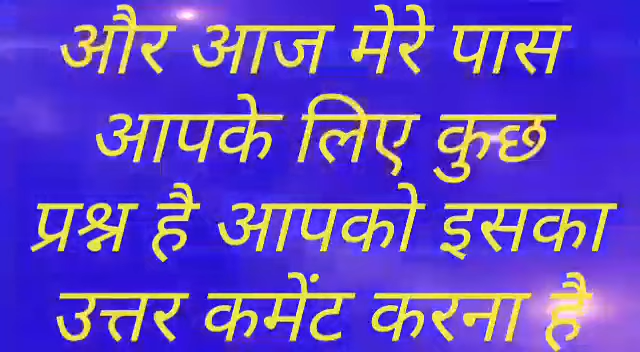 और आज मेरे पास
आपके लिए कुछ
प्रश्न है आपको इसका
उत्तर कमेंट करना है